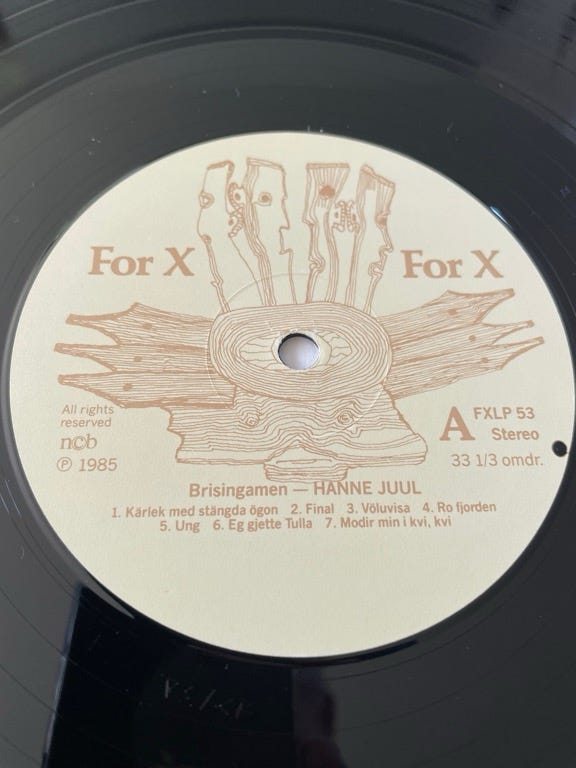 For X For X
All rights
reserved
ncb
℗ 1985
A FXLP 53
Stereo
33 1/3 omdr.
Brisingamen — HANNE JUUL
1. Kärlek med stängda ögon 2. Final 3. Völuvisa 4. Ro fjorden
5. Ung 6. Eg gjette Tulla 7. Modir min i kvi, kvi